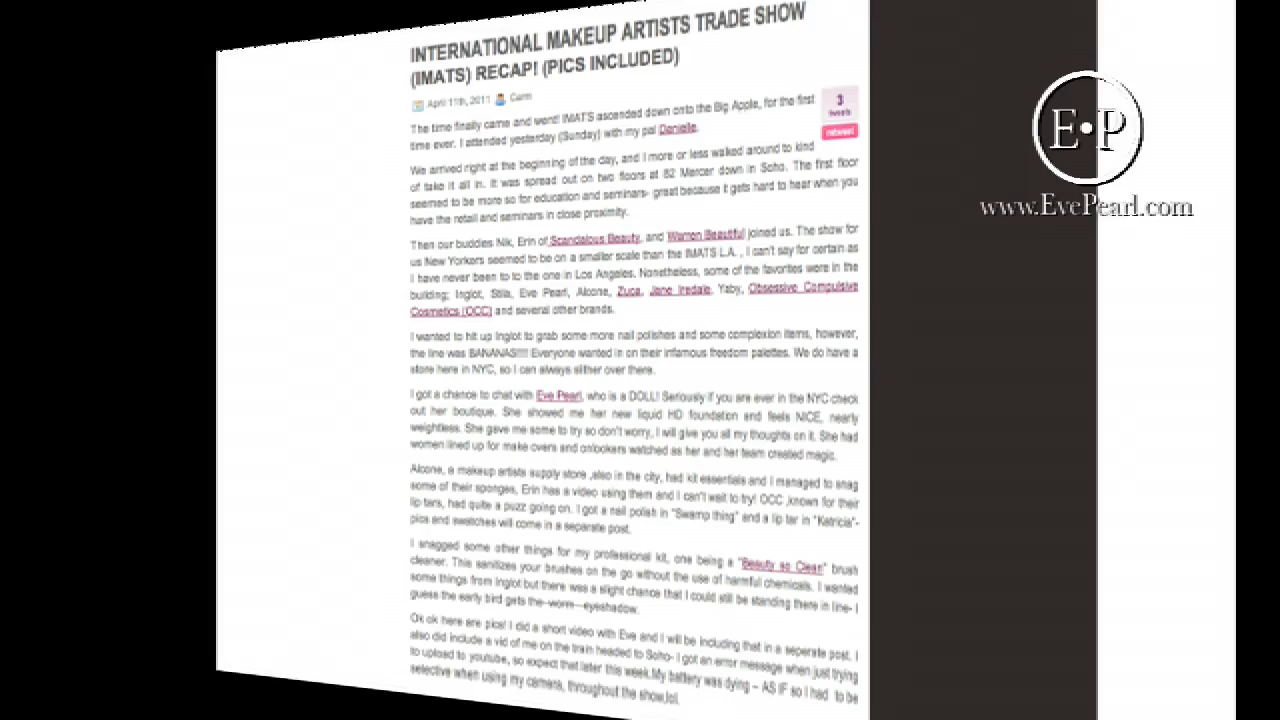 INTERNATIONAL MAKEUP ARTISTS TRADE SHOW
(IMATS) RECAP! (PICS INCLUDED)
April 11th, 2011 Carm
3
tweets
retweet
The time finally came and went! IMATS ascended down onto the Big Apple, for the first
time ever. I attended yesterday (Sunday) with my pal Danielle.
We arrived right at the beginning of the day, and I more or less walked around to kind
of take it all in. It was spread out on two floors at 82 Mercer down in Soho. The first floor
seemed to be more so for education and seminars- great because it gets hard to hear when you
have the retail and seminars in close proximity.
Then our buddies Nik, Erin of Scandalous Beauty, and Warren Beautiful joined us. The show for
us New Yorkers seemed to be on a smaller scale than the IMATS L.A. , I can't say for certain as
I have never been to to the one in Los Angeles. Nonetheless, some of the favorites were in the
building; Inglot, Stila, Eve Pearl, Alcone, Zuca, Jane Iredale, Yaby, Obsessive Compulsive
Cosmetics (OCC) and several other brands.
I wanted to hit up Inglot to grab some more nail polishes and some complexion items, however,
the line was BANANAS!!!! Everyone wanted in on their infamous freedom palettes. We do have a
store here in NYC, so I can always slither over there.
I got a chance to chat with Eve Pearl, who is a DOLL! Seriously if you are ever in the NYC check
out her boutique. She showed me her new liquid HD foundation and feels NICE, nearly
weightless. She gave me some to try so don't worry, I will give you all my thoughts on it. She had
women lined up for make overs and onlookers watched as her and her team created magic.
Alcone, a makeup artists supply store ,also in the city, had kit essentials and I managed to snag
some of their sponges, Erin has a video using them and I can't wait to try! OCC ,known for their
lip tars, had quite a puzz going on. I got a nail polish in "Swamp thing" and a lip tar in "Katricia"-
pics and swatches will come in a separate post.
I snagged some other things for my professional kit, one being a "Beauty so Clean" brush
cleaner. This sanitizes your brushes on the go without the use of harmful chemicals. I wanted
some things from Inglot but there was a slight chance that I could still be standing there in line- I
guess the early bird gets the worm eyeshadow.
Ok ok here are pics! I did a short video with Eve and I will be including that in a seperate post. I
also did include a vid of me on the train headed to Soho- I got an error message when just trying
to upload to youtube, so expect that later this week.My battery was dying – AS IF so I had to be
selective when using my camera, throughout the show,lol.
E•P
www.EvePearl.com